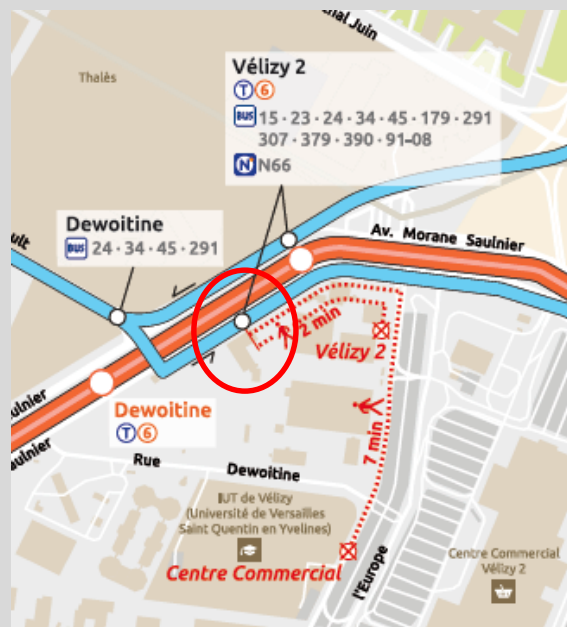 hal Juin
Thalès
Vélizy 2
T 6
BUS 15 · 23 · 24 · 34 · 45 · 179 · 291
307 · 379 · 390 · 91-08
N N66
Dewoitine
BUS 24 · 34 · 45 · 291
ult
Av. Morane Saulnier
2 min
Vélizy 2
7 min
Dewoitine
T 6
Saulnier
aulnier
Rue Dewoitine
IUT de Vélizy
(Université de Versailles
Saint Quentin en Yvelines)
Centre Commercial
l'Europe
Centre Commercial
Vélizy 2